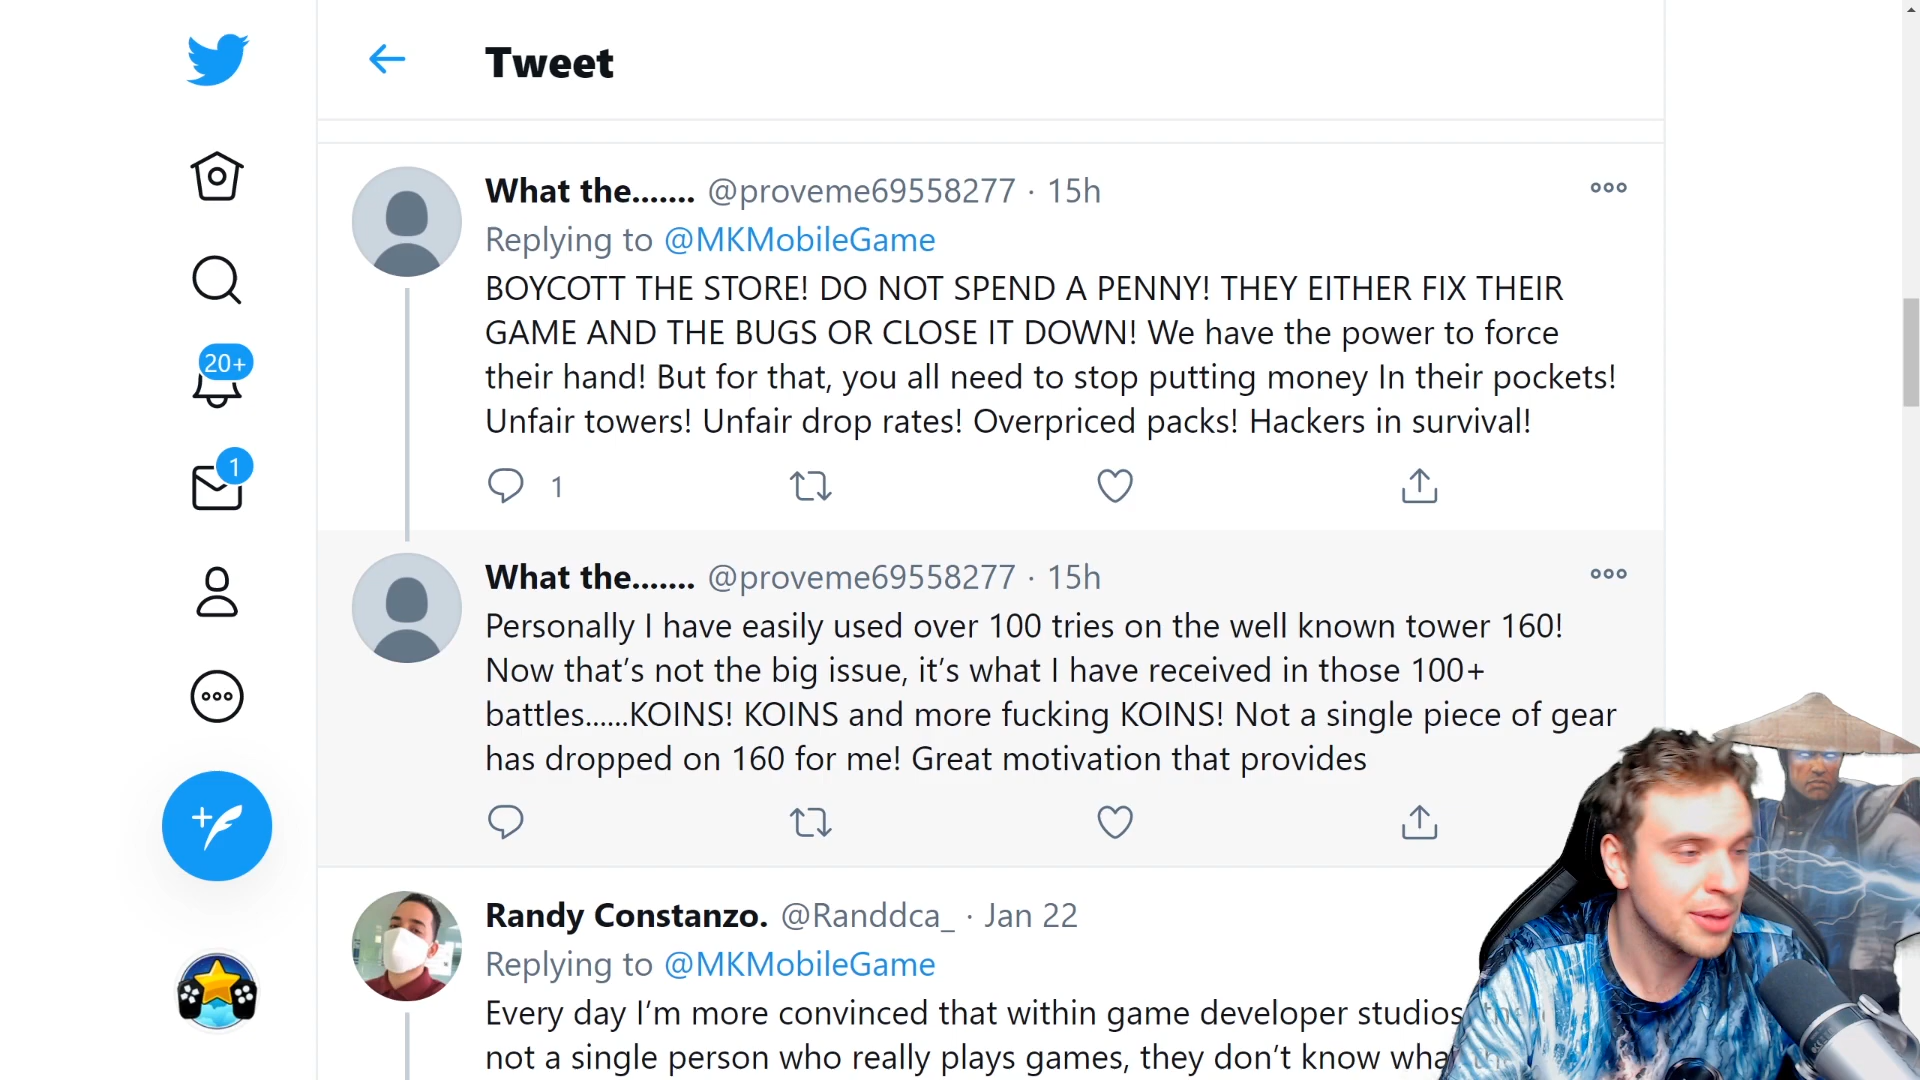 Tweet
What the....... @proveme69558277 · 15h
Replying to @MKMobileGame
BOYCOTT THE STORE! DO NOT SPEND A PENNY! THEY EITHER FIX THEIR
GAME AND THE BUGS OR CLOSE IT DOWN! We have the power to force
their hand! But for that, you all need to stop putting money In their pockets!
Unfair towers! Unfair drop rates! Overpriced packs! Hackers in survival!
1
20+
1
What the....... @proveme69558277 · 15h
Personally I have easily used over 100 tries on the well known tower 160!
Now that’s not the big issue, it’s what I have received in those 100+
battles......KOINS! KOINS and more fucking KOINS! Not a single piece of gear
has dropped on 160 for me! Great motivation that provides
Randy Constanzo. @Randdca_ · Jan 22
Replying to @MKMobileGame
Every day I’m more convinced that within game developer studios
not a single person who really plays games, they don’t know what